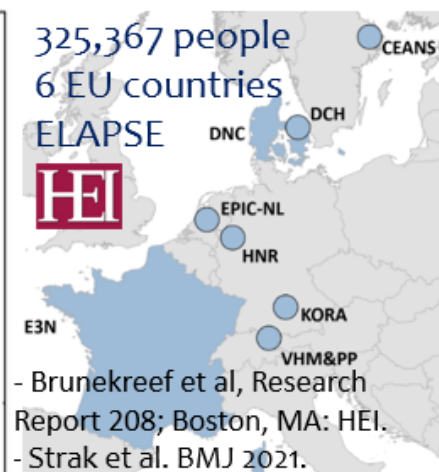 325,367 people
6 EU countries
ELAPSE
HEI
CEANS
DCH
DNC
EPIC-NL
HNR
E3N
KORA
VHM&PP
- Brunekreef et al, Research
Report 208; Boston, MA: HEI.
- Strak et al. BMJ 2021.